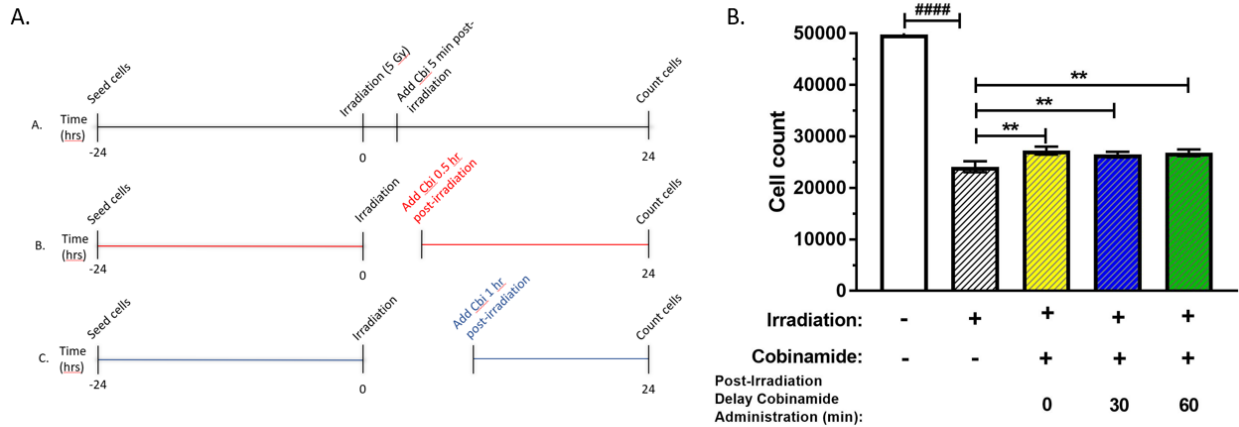 A.
Seed cells
Irradiation (5 Gy)
Add Cbi 5 min post-
irradiation
Count cells
A.
Time
(hrs)
-24
0
24
Seed cells
Irradiation
Add Cbi 0.5 hr
post-irradiation
Count cells
B.
Time
(hrs)
-24
0
24
Seed cells
Irradiation
Add Cbi 1 hr
post-irradiation
Count cells
C.
Time
(hrs)
-24
0
24
B.
####
**
**
**
Cell count
50000
40000
30000
20000
10000
0
Irradiation: - + + + +
Cobinamide: - - + + +
Post-Irradiation
Delay Cobinamide
Administration (min): 0 30 60